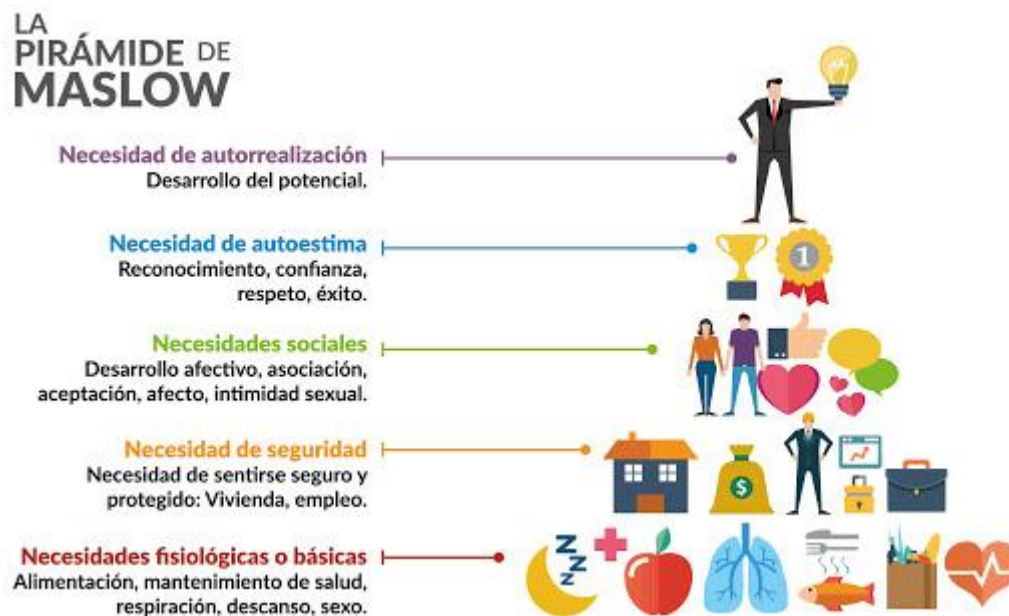 LA
PIRÁMIDE DE
MASLOW
Necesidad de autorrealización
Desarrollo del potencial.
Necesidad de autoestima
Reconocimiento, confianza,
respeto, éxito.
1
Necesidades sociales
Desarrollo afectivo, asociación,
aceptación, afecto, intimidad sexual.
Necesidad de seguridad
Necesidad de sentirse seguro y
protegido: Vivienda, empleo.
$
Necesidades fisiológicas o básicas
Alimentación, mantenimiento de salud,
respiración, descanso, sexo.
NNN